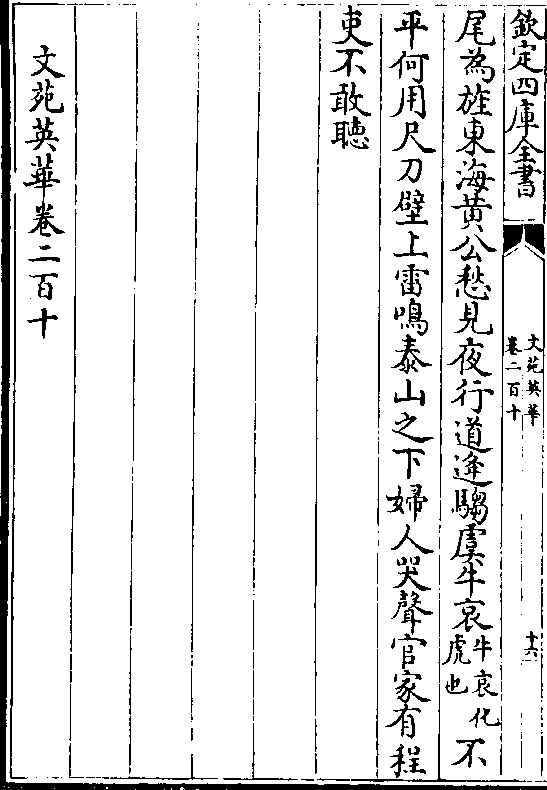 欽定四庫全書
文苑英華
卷二百十
十六
尾為旌東海黄公愁見夜行道逢騶虞牛哀牛哀化虎也不
平何用尺刀壁上雷鳴泰山之下婦人哭聲官家有程
吏不敢聽
文苑英華卷二百十